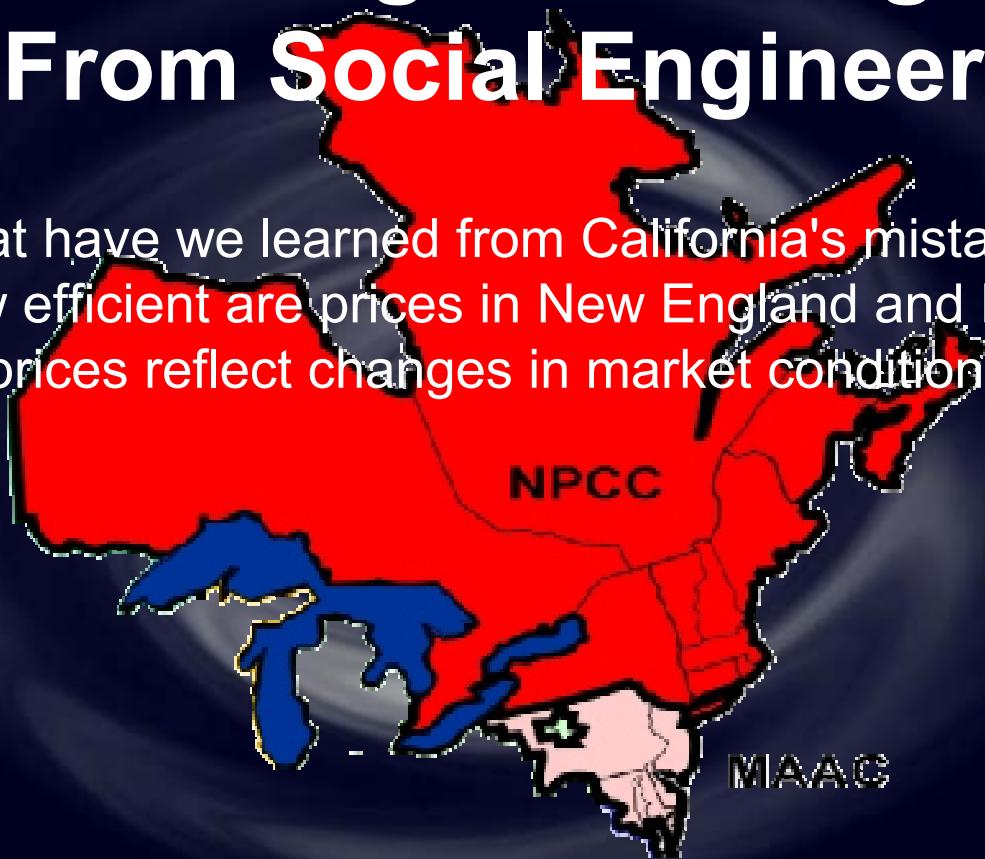 From Social Engineer
at have we learned from California's mista
efficient are prices in New England and
prices reflect changes in market condition
NPCC
MAAC